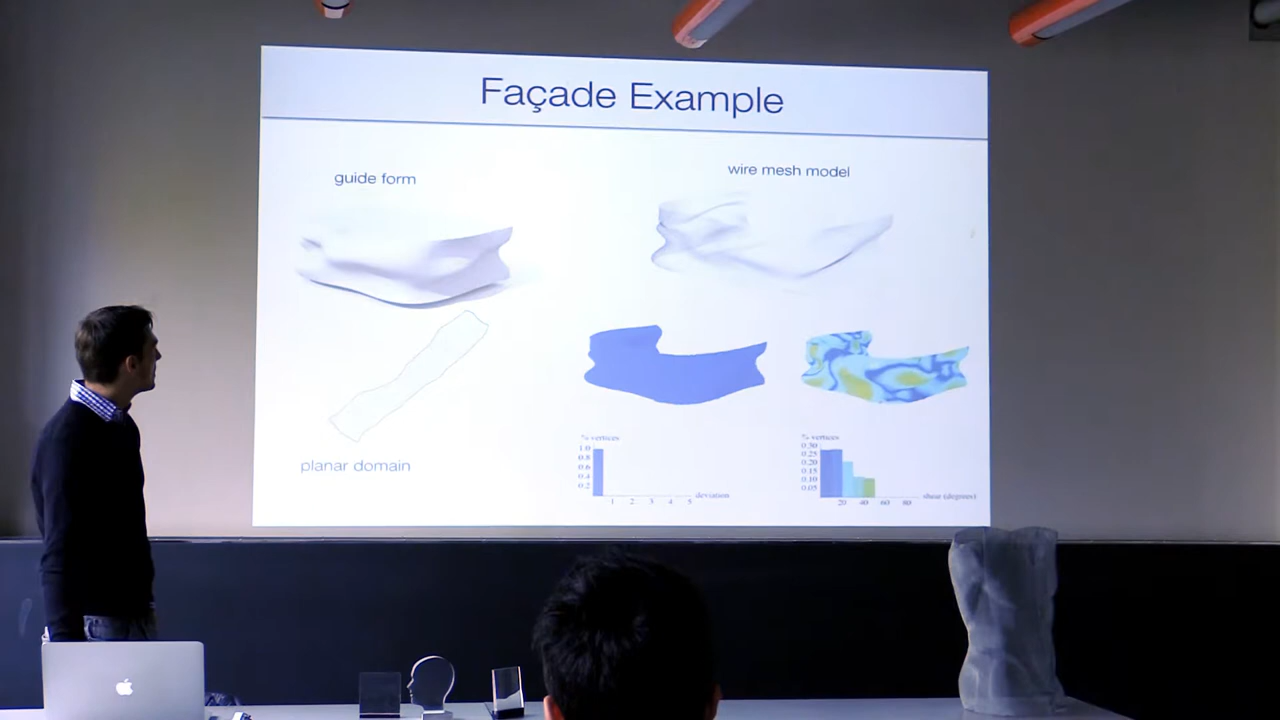 Façade Example
guide form
wire mesh model
planar domain
% vertices
1.0
0.8
0.6
0.4
0.2
1 2 3 4 5
deviation
% vertices
0.30
0.25
0.20
0.15
0.10
0.05
20 40 60 80
shear (degrees)